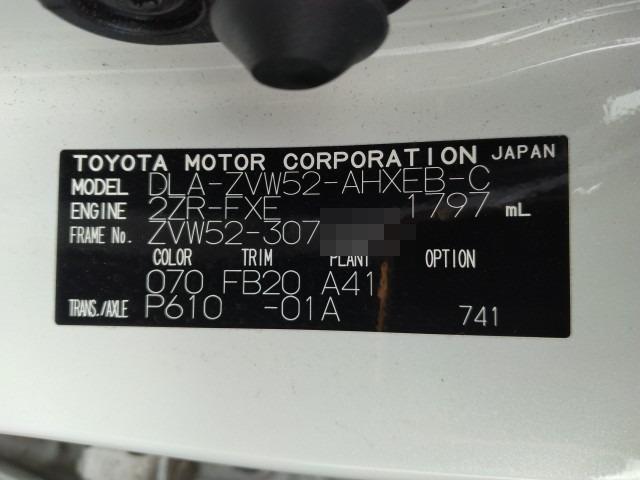 TOYOTA MOTOR CORPORATION JAPAN
MODEL DLA-ZVW52-AHXEB-C
ENGINE 2ZR-FXE 1797 mL
FRAME No. ZVW52-307
COLOR TRIM PLANT OPTION
070 FB20 A41
TRANS./AXLE P610 -01A 741